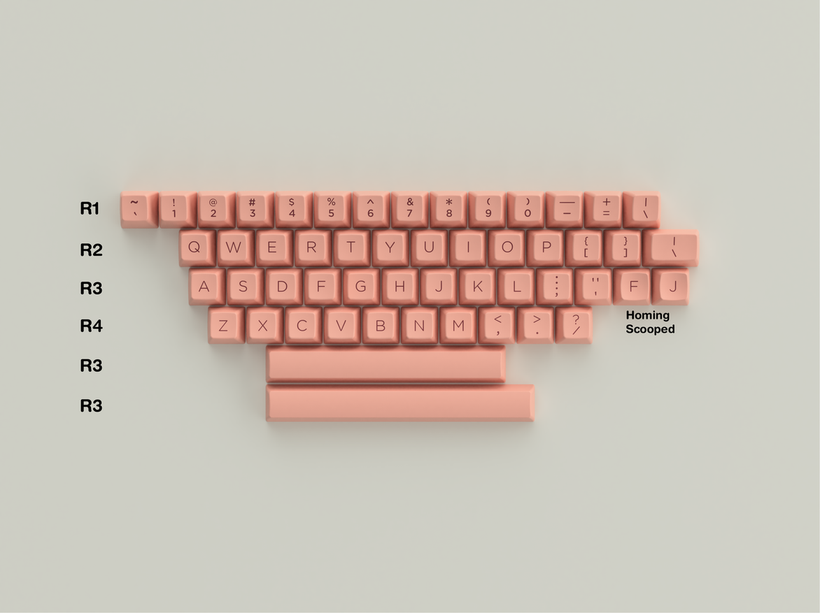 R1
~ ! @ # $ % ^ & * ( ) — + |
` 1 2 3 4 5 6 7 8 9 0 - = \
R2
Q W E R T Y U I O P { } |
[ ] \
R3
A S D F G H J K L : " F J
; '
R4
Z X C V B N M < > ?
, . /
Homing
Scooped
R3
R3